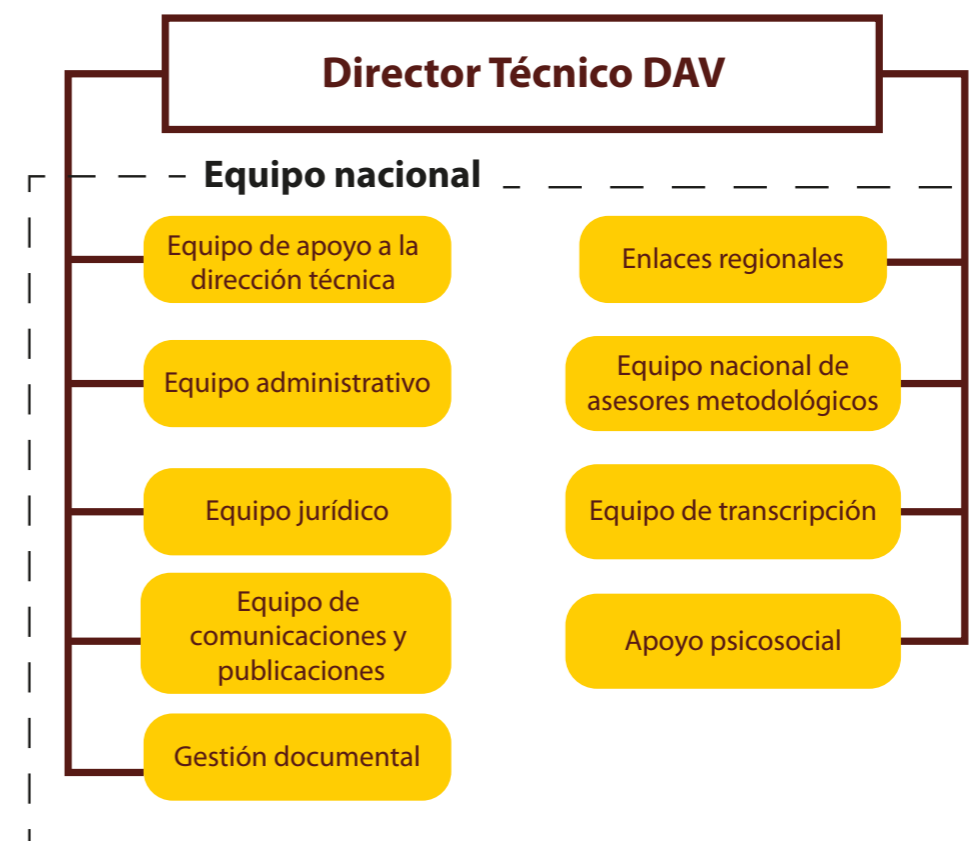 Director Técnico DAV
Equipo nacional
Equipo de apoyo a la
dirección técnica
Equipo administrativo
Equipo jurídico
Equipo de
comunicaciones y
publicaciones
Gestión documental
Enlaces regionales
Equipo nacional de
asesores metodológicos
Equipo de transcripción
Apoyo psicosocial